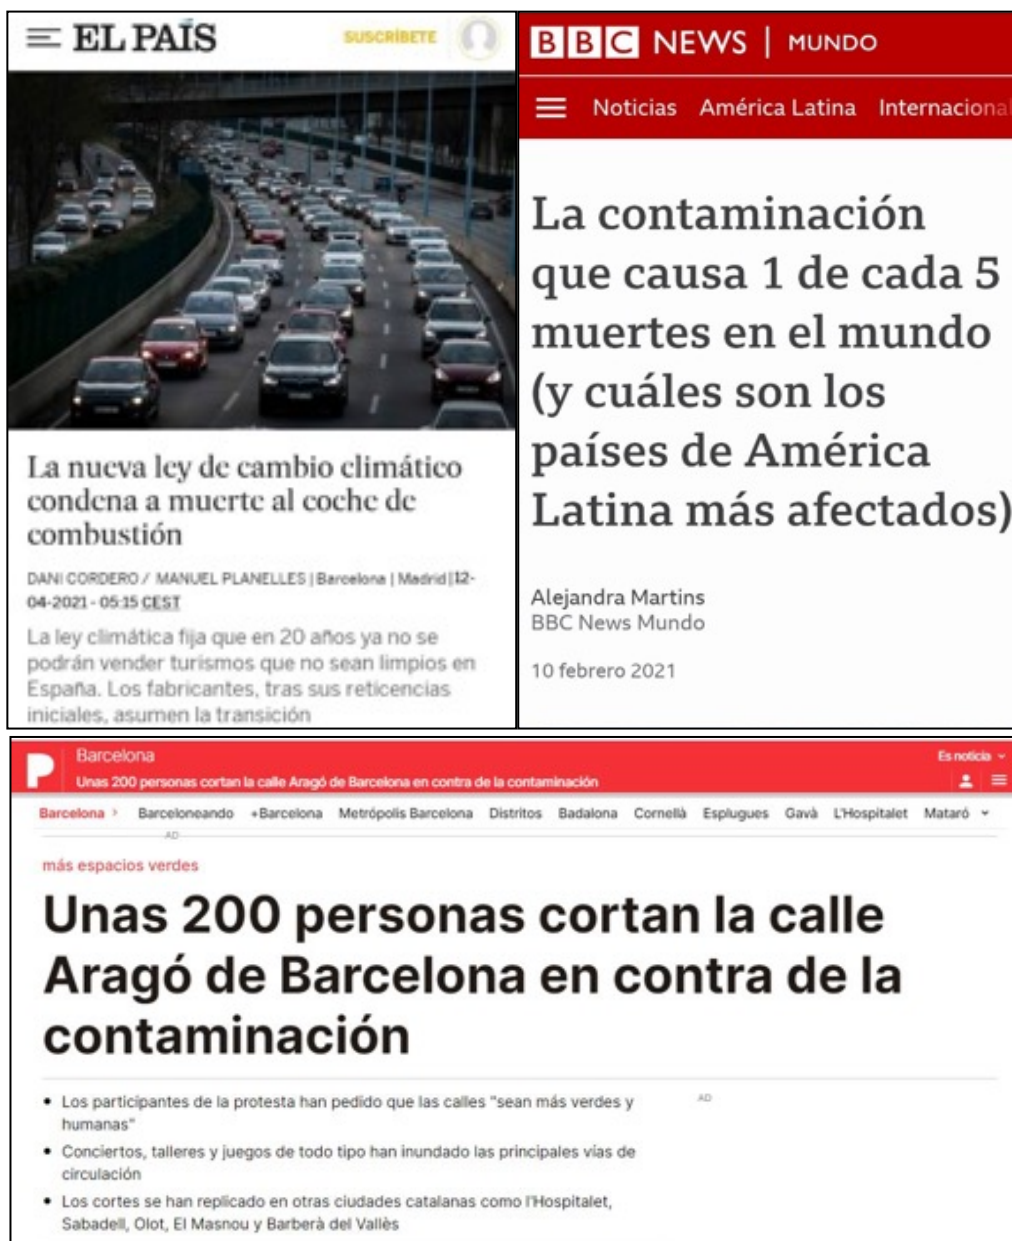 EL PAÍS
SUSCRÍBETE
La nueva ley de cambio climático
condena a muerte al coche de
combustión
DANI CORDERO / MANUEL PLANELLES | Barcelona | Madrid | 12-
04-2021 - 05:15 CEST
La ley climática fija que en 20 años ya no se
podrán vender turismos que no sean limpios en
España. Los fabricantes, tras sus reticencias
iniciales, asumen la transición
BBC NEWS | MUNDO
Noticias América Latina Internacional
La contaminación
que causa 1 de cada 5
muertes en el mundo
(y cuáles son los
países de América
Latina más afectados)
Alejandra Martins
BBC News Mundo
10 febrero 2021
Barcelona
Es noticia
Unas 200 personas cortan la calle Aragó de Barcelona en contra de la contaminación
Barcelona > Barceloneando +Barcelona Metrópolis Barcelona Distritos Badalona Cornellà Esplugues Gavà L'Hospitalet Mataró
AD
más espacios verdes
Unas 200 personas cortan la calle
Aragó de Barcelona en contra de la
contaminación
• Los participantes de la protesta han pedido que las calles "sean más verdes y
humanas"
AD
• Conciertos, talleres y juegos de todo tipo han inundado las principales vías de
circulación
• Los cortes se han replicado en otras ciudades catalanas como l'Hospitalet,
Sabadell, Olot, El Masnou y Barberà del Vallès